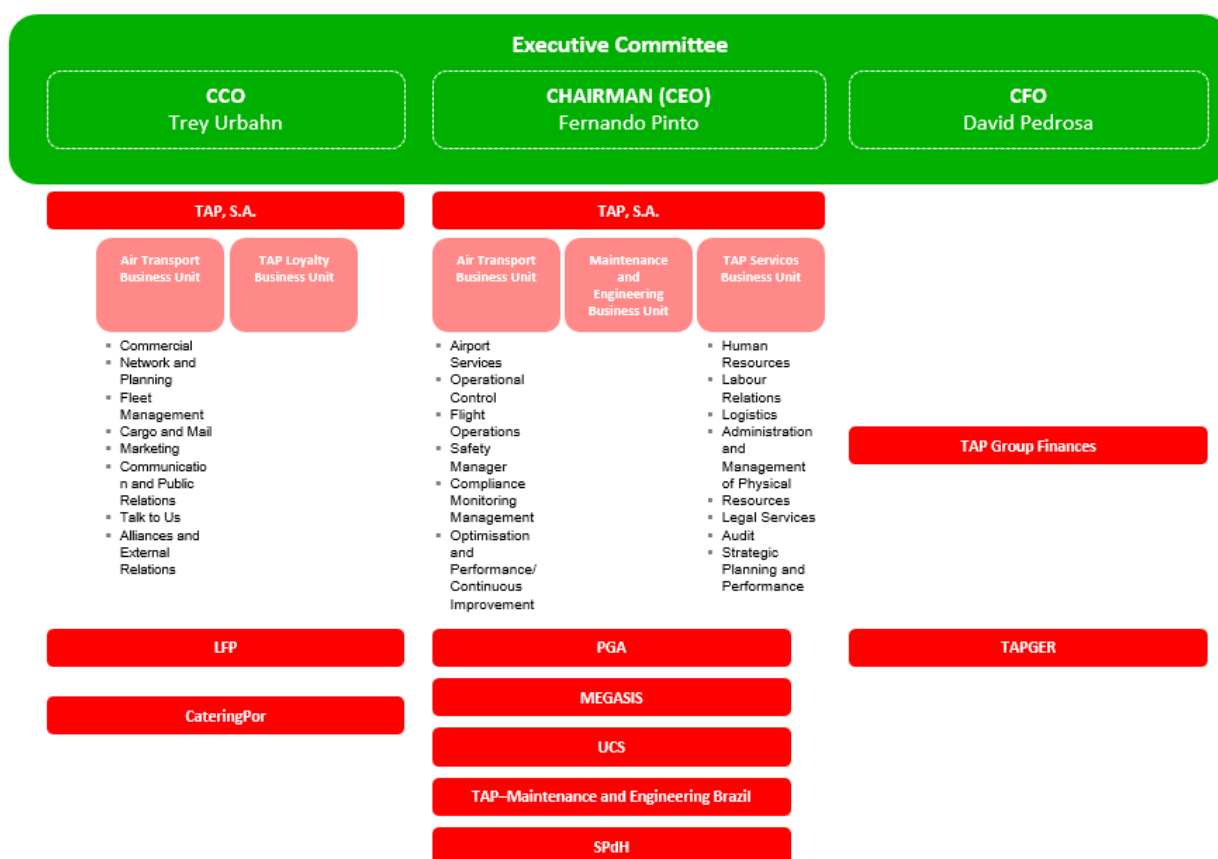 Executive Committee
CCO
Trey Urbahn
CHAIRMAN (CEO)
Fernando Pinto
CFO
David Pedrosa
TAP, S.A.
TAP, S.A.
Air Transport
Business Unit
TAP Loyalty
Business Unit
Air Transport
Business Unit
Maintenance
and
Engineering
Business Unit
TAP Servicos
Business Unit
▪ Commercial
▪ Network and
Planning
▪ Fleet
Management
▪ Cargo and Mail
▪ Marketing
▪ Communicatio
n and Public
Relations
▪ Talk to Us
▪ Alliances and
External
Relations
▪ Airport
Services
▪ Operational
Control
▪ Flight
Operations
▪ Safety
Manager
▪ Compliance
Monitoring
Management
▪ Optimisation
and
Performance/
Continuous
Improvement
▪ Human
Resources
▪ Labour
Relations
▪ Logistics
▪ Administration
and
Management
of Physical
▪ Resources
▪ Legal Services
▪ Audit
▪ Strategic
Planning and
Performance
TAP Group Finances
LFP
PGA
TAPGER
MEGASIS
CateringPor
UCS
TAP–Maintenance and Engineering Brazil
SPdH